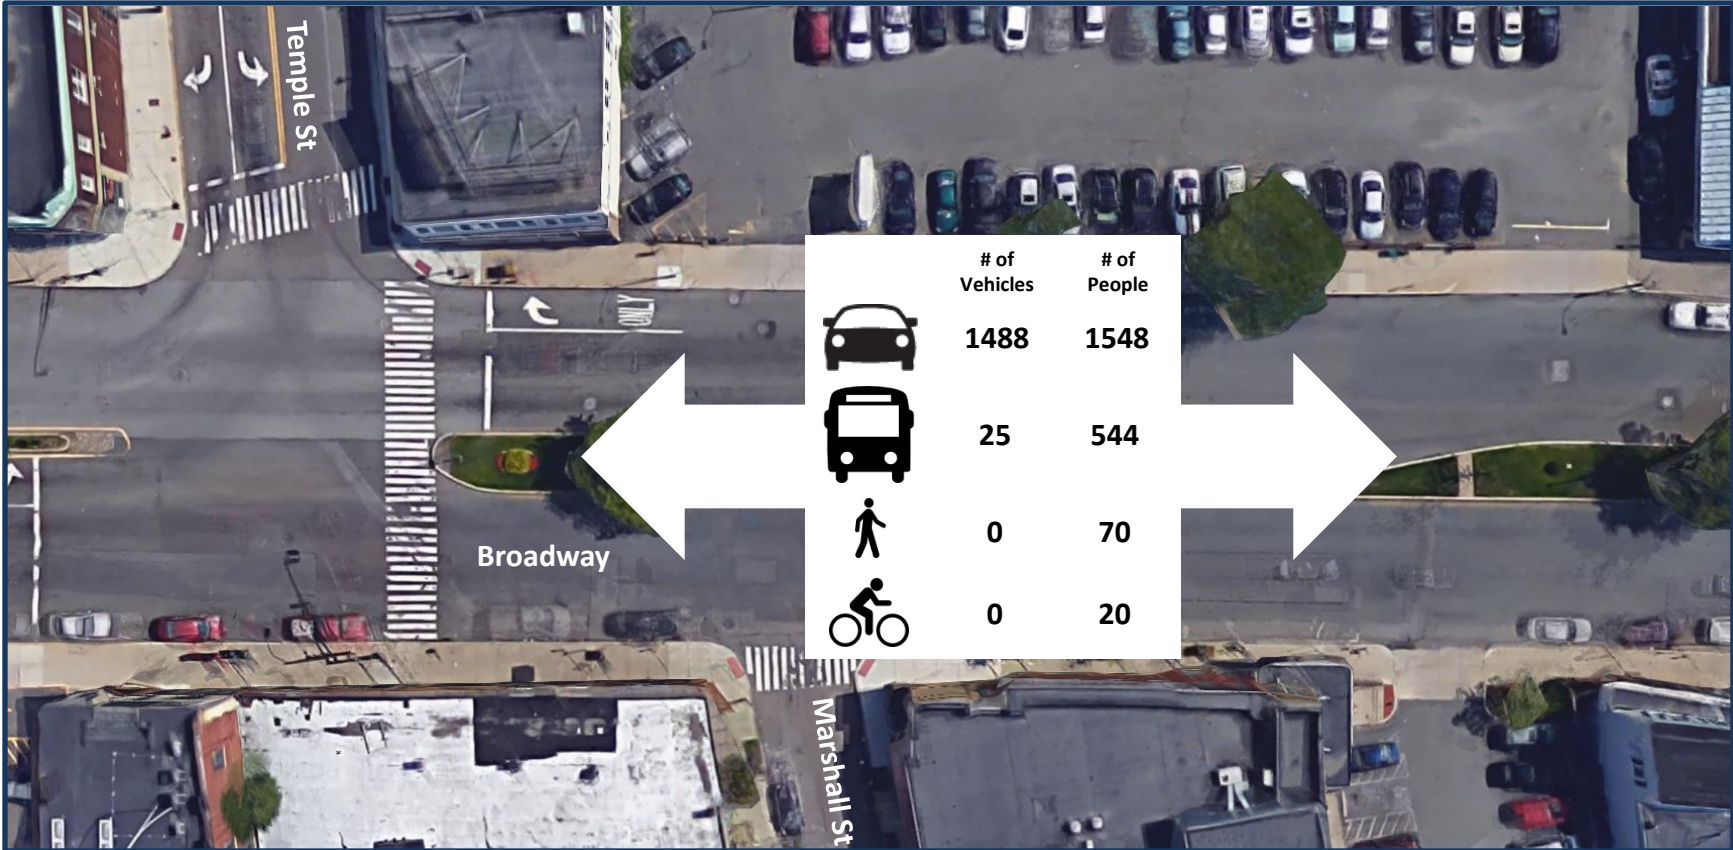 Temple St
ONLY
# of
Vehicles
# of
People
1488
1548
25
544
0
70
0
20
Broadway
Marshall St